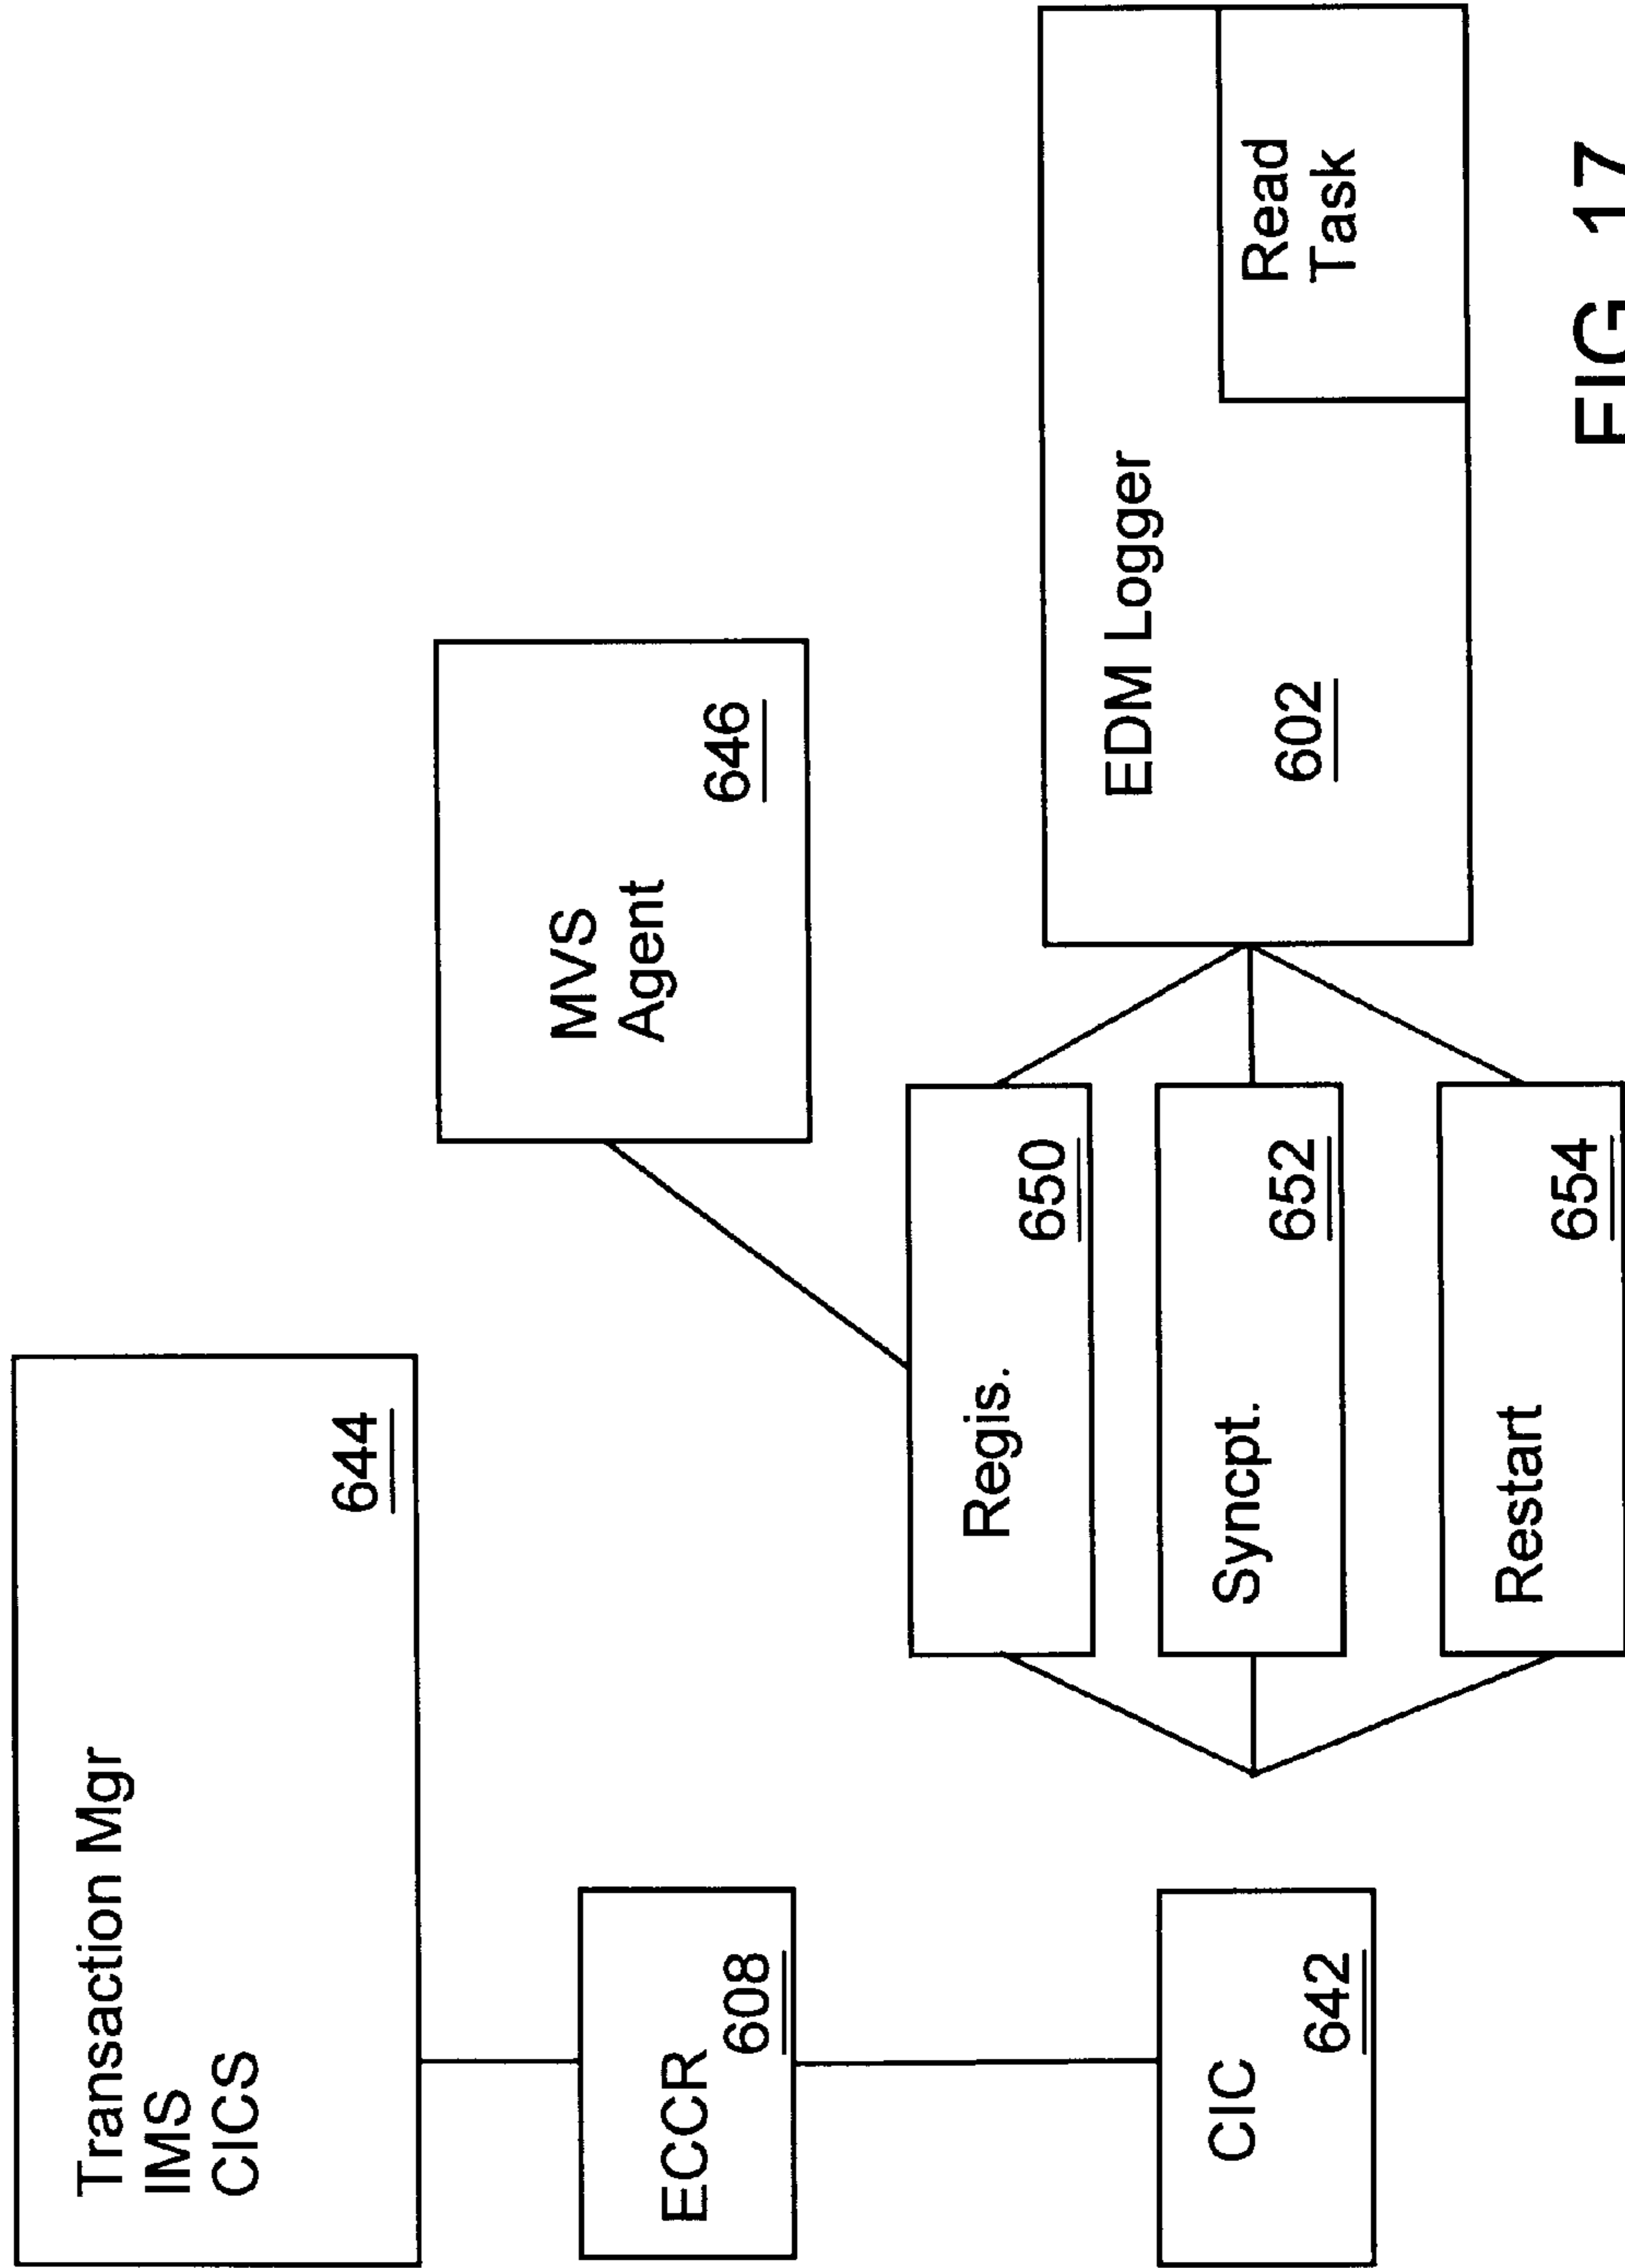 Transaction Mgr
IMS
CICS
644
ECCR
608
CIC
642
MVS
Agent
646
Regis.
650
Syncpt.
652
Restart
654
EDM Logger
602
Read
Task
FIG 17